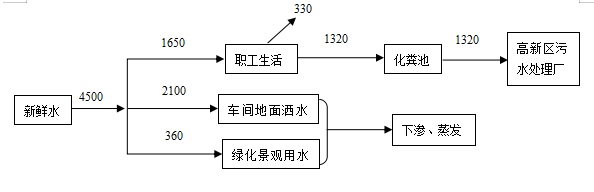 330
1650
职工生活
1320
化粪池
1320
高新区污
水处理厂
新鲜水
4500
2100
车间地面洒水
下渗、蒸发
360
绿化景观用水